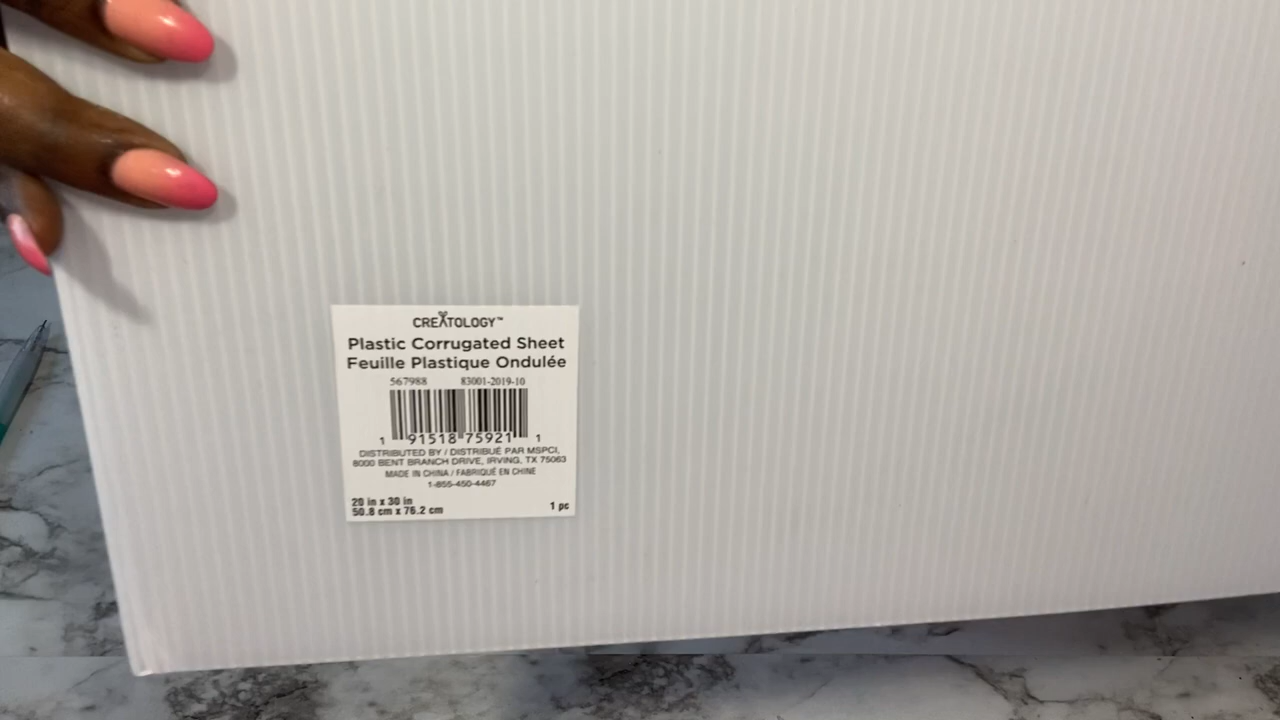 CREATOLOGY™
Plastic Corrugated Sheet
Feuille Plastique Ondulée
567988 83001-2019-10
1 91518 75921 1
DISTRIBUTED BY / DISTRIBUÉ PAR MSPCI,
8000 BENT BRANCH DRIVE, IRVING, TX 75063
MADE IN CHINA / FABRIQUÉ EN CHINE
1-855-450-4467
20 in x 30 in
50.8 cm x 76.2 cm 1 pc